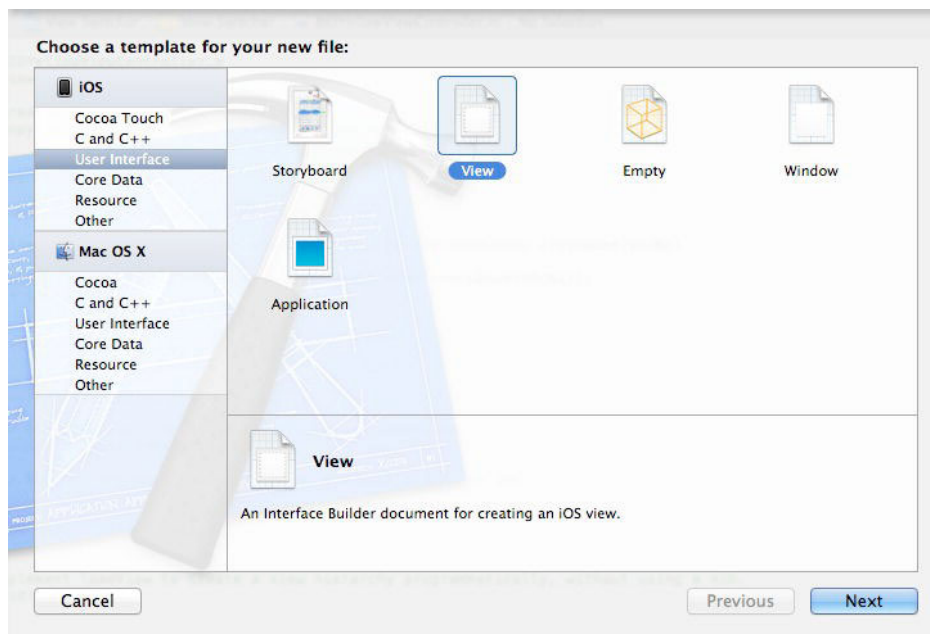 Choose a template for your new file:
iOS
Cocoa Touch
C and C++
User Interface
Core Data
Resource
Other
Mac OS X
Cocoa
C and C++
User Interface
Core Data
Resource
Other
Storyboard
View
Empty
Window
Application
View
An Interface Builder document for creating an iOS view.
Cancel
Previous
Next